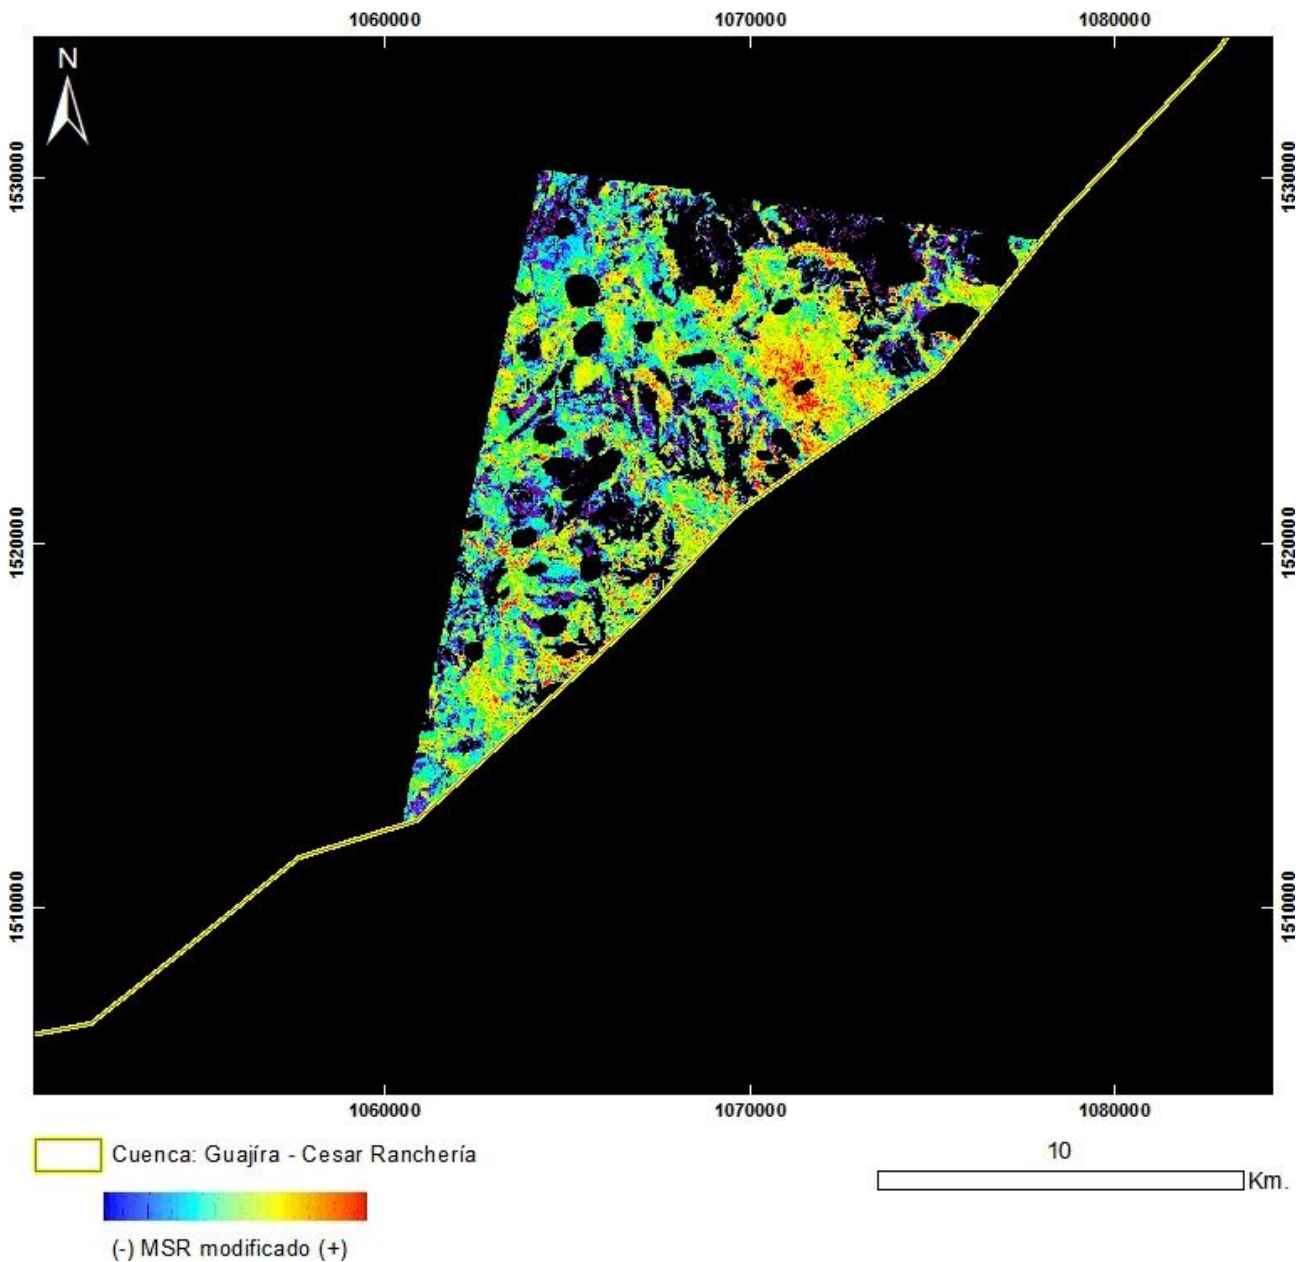 1060000 1070000 1080000
N
1530000 1530000
1520000 1520000
1510000 1510000
1060000 1070000 1080000
Cuenca: Guajíra - Cesar Ranchería
10
Km.
(-) MSR modificado (+)